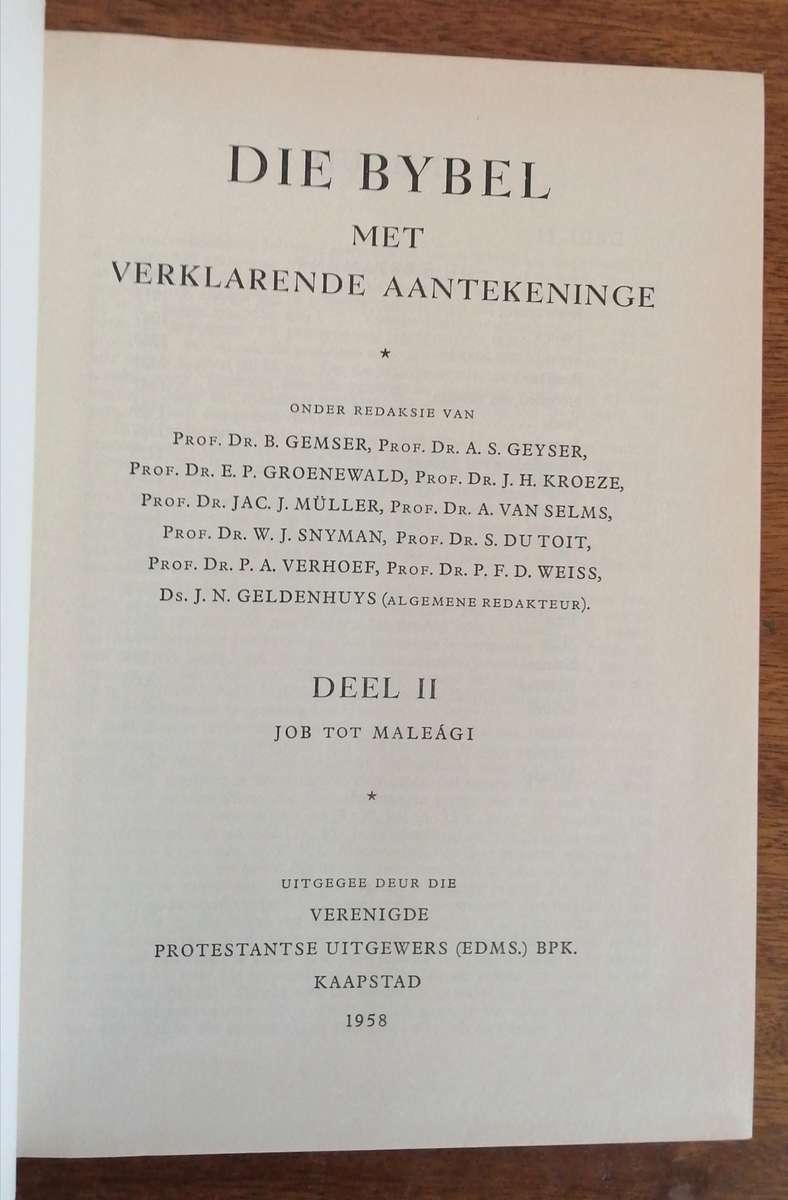 DIE BYBEL
MET
VERKLARENDE AANTEKENINGE
*
ONDER REDAKSIE VAN
PROF. DR. B. GEMSER, PROF. DR. A. S. GEYSER,
PROF. DR. E. P. GROENEWALD, PROF. DR. J. H. KROEZE,
PROF. DR. JAC. J. MÜLLER, PROF. DR. A. VAN SELMS,
PROF. DR. W. J. SNYMAN, PROF. DR. S. DU TOIT,
PROF. DR. P. A. VERHOEF, PROF. DR. P. F. D. WEISS,
DS. J. N. GELDENHUYS (ALGEMENE REDAKTEUR).
DEEL II
JOB TOT MALEÁGI
*
UITGEGEE DEUR DIE
VERENIGDE
PROTESTANTSE UITGEWERS (EDMS.) BPK.
KAAPSTAD
1958